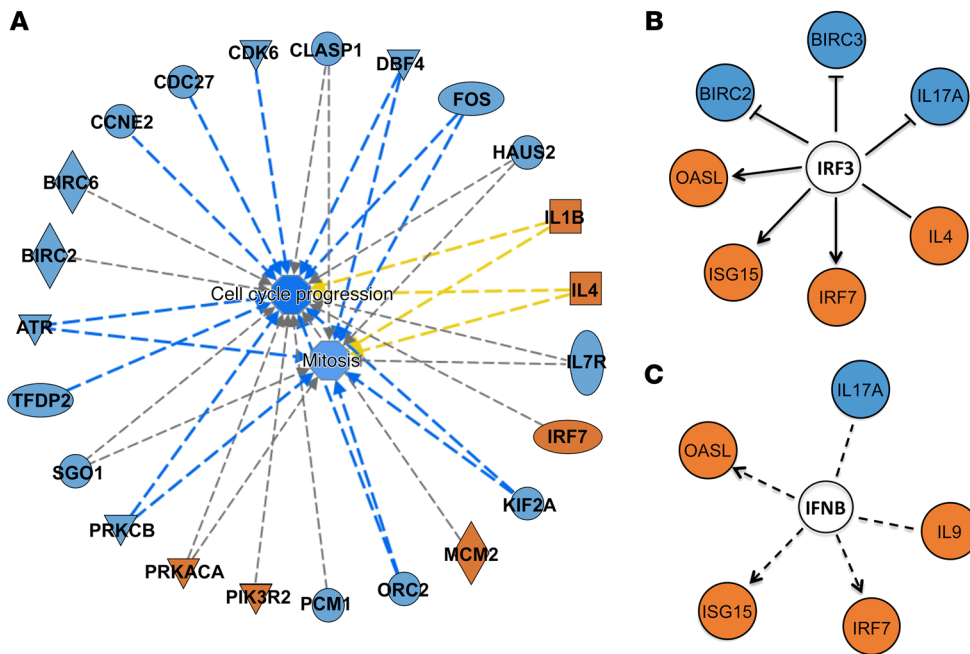 A
CLASP1
CDK6
DBF4
CDC27
FOS
CCNE2
HAUS2
BIRC6
IL1B
BIRC2
Cell cycle progression
IL4
ATR
Mitosis
IL7R
TFDP2
IRF7
SGO1
KIF2A
PRKCB
MCM2
PRKACA
PIK3R2
PCM1
ORC2
B
BIRC3
BIRC2
IL17A
OASL
IRF3
IL4
ISG15
IRF7
C
IL17A
OASL
IFNB
IL9
ISG15
IRF7